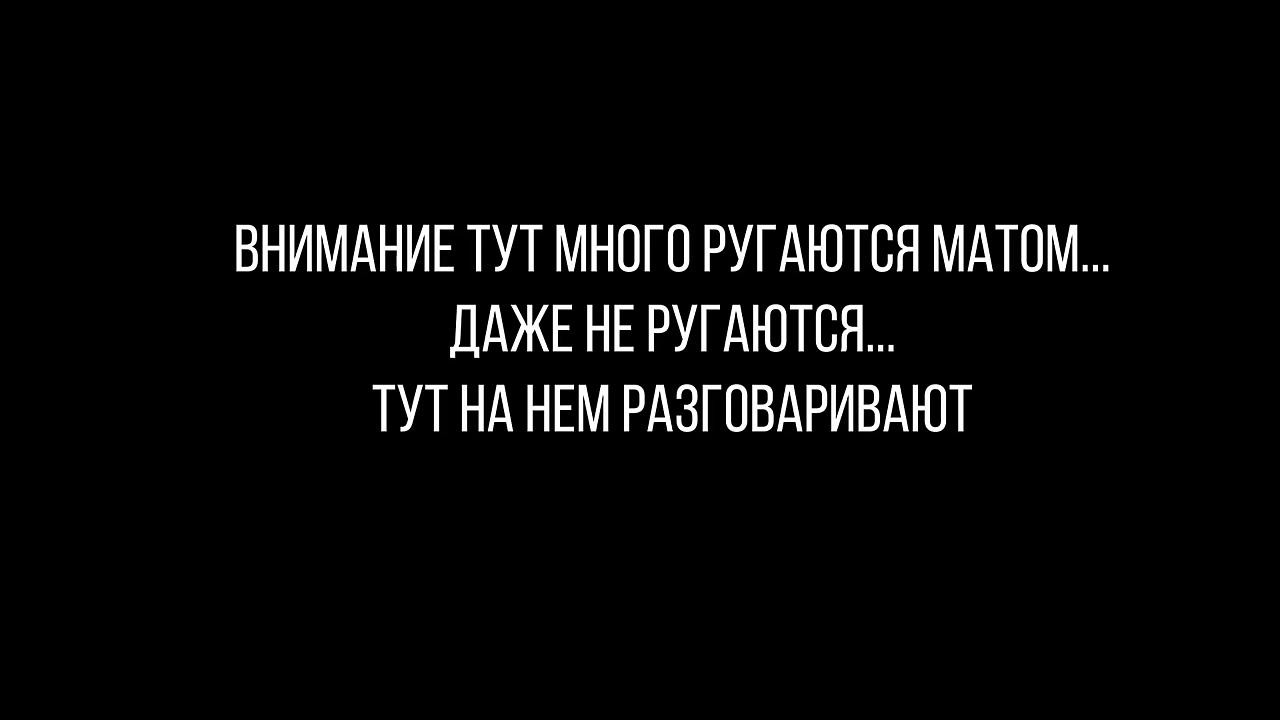 ВНИМАНИЕ ТУТ МНОГО РУГАЮТСЯ МАТОМ...
ДАЖЕ НЕ РУГАЮТСЯ...
ТУТ НА НЕМ РАЗГОВАРИВАЮТ